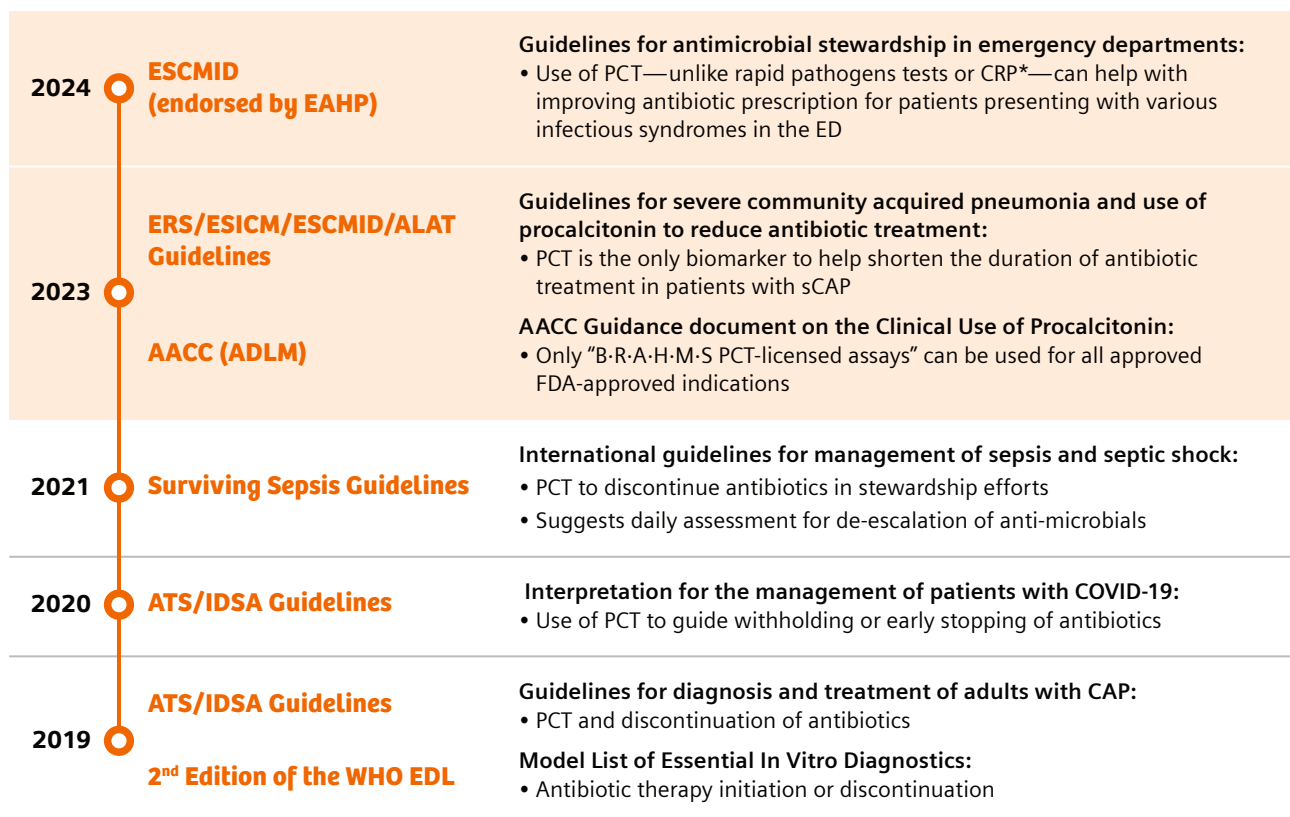 2024
ESCMID
(endorsed by EAHP)
Guidelines for antimicrobial stewardship in emergency departments:
• Use of PCT—unlike rapid pathogens tests or CRP*—can help with
improving antibiotic prescription for patients presenting with various
infectious syndromes in the ED
2023
ERS/ESICM/ESCMID/ALAT
Guidelines
Guidelines for severe community acquired pneumonia and use of
procalcitonin to reduce antibiotic treatment:
• PCT is the only biomarker to help shorten the duration of antibiotic
treatment in patients with sCAP
AACC (ADLM)
AACC Guidance document on the Clinical Use of Procalcitonin:
• Only “B·R·A·H·M·S PCT-licensed assays” can be used for all approved
FDA-approved indications
2021
Surviving Sepsis Guidelines
International guidelines for management of sepsis and septic shock:
• PCT to discontinue antibiotics in stewardship efforts
• Suggests daily assessment for de-escalation of anti-microbials
2020
ATS/IDSA Guidelines
Interpretation for the management of patients with COVID-19:
• Use of PCT to guide withholding or early stopping of antibiotics
2019
ATS/IDSA Guidelines
Guidelines for diagnosis and treatment of adults with CAP:
• PCT and discontinuation of antibiotics
2nd Edition of the WHO EDL
Model List of Essential In Vitro Diagnostics:
• Antibiotic therapy initiation or discontinuation